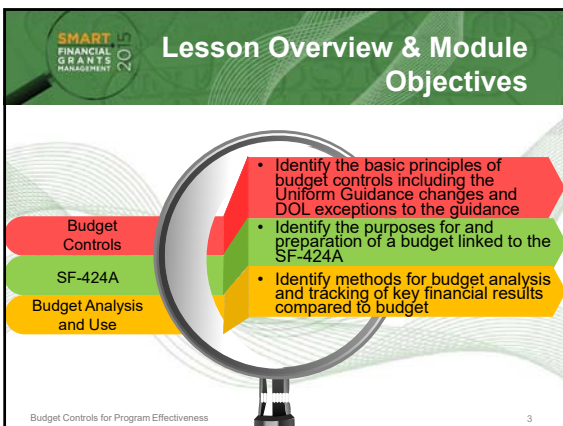 SMART
FINANCIAL
GRANTS
MANAGEMENT
2015
Lesson Overview & Module
Objectives
Budget
Controls
• Identify the basic principles of
budget controls including the
Uniform Guidance changes and
DOL exceptions to the guidance
SF-424A
• Identify the purposes for and
preparation of a budget linked to the
SF-424A
Budget Analysis
and Use
• Identify methods for budget analysis
and tracking of key financial results
compared to budget
Budget Controls for Program Effectiveness
3